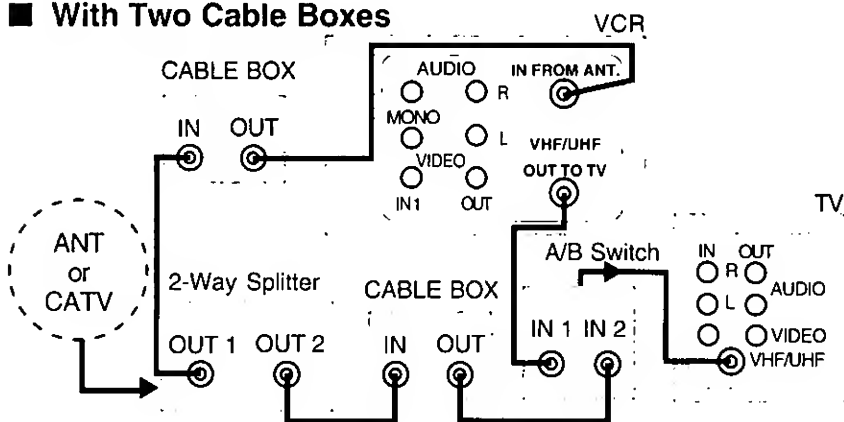 ■ With Two Cable Boxes
VCR
CABLE BOX
AUDIO
IN FROM ANT.
R
IN OUT
MONO
L
VHF/UHF
VIDEO
OUT TO TV
IN1 OUT
TV
ANT
or
CATV
2-Way Splitter
CABLE BOX
A/B Switch
IN OUT
R
AUDIO
L
VIDEO
VHF/UHF
OUT 1 OUT 2
IN OUT
IN 1 IN 2